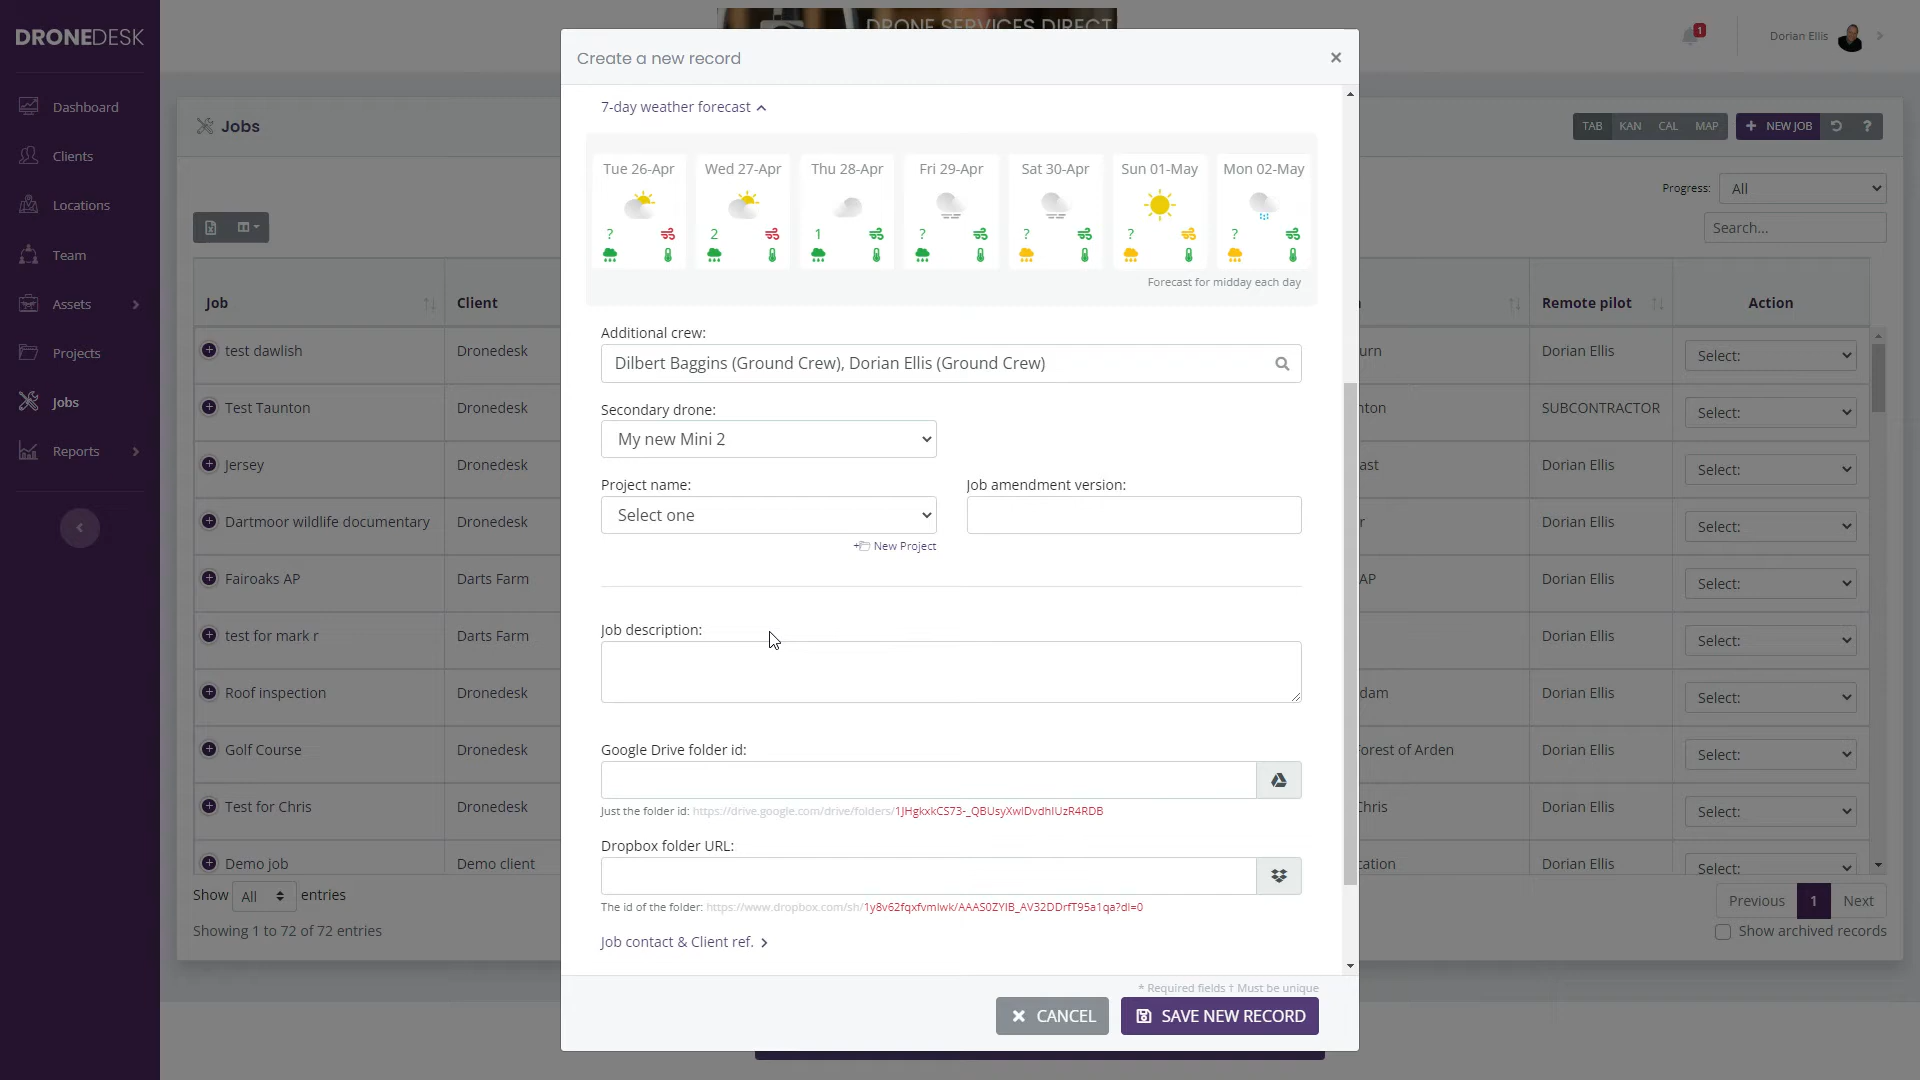 DRONE SERVICES DIRECT
DRONEDESK
Dorian Ellis
1
Dashboard
Clients
Locations
Team
Assets
Projects
Jobs
Reports
Jobs
TAB KAN CAL MAP
NEW JOB
?
Progress: All
Search...
Job Client Remote pilot Action
test dawlish Dronedesk urn Dorian Ellis Select:
Test Taunton Dronedesk nton SUBCONTRACTOR Select:
Jersey Dronedesk ast Dorian Ellis Select:
Dartmoor wildlife documentary Dronedesk r Dorian Ellis Select:
Fairoaks AP Darts Farm AP Dorian Ellis Select:
test for mark r Darts Farm Dorian Ellis Select:
Roof inspection Dronedesk dam Dorian Ellis Select:
Golf Course Dronedesk orest of Arden Dorian Ellis Select:
Test for Chris Dronedesk Chris Dorian Ellis Select:
Demo job Demo client cation Dorian Ellis Select:
Show All entries
Showing 1 to 72 of 72 entries
Previous 1 Next
Show archived records
Create a new record
×
7-day weather forecast
Tue 26-Apr Wed 27-Apr Thu 28-Apr Fri 29-Apr Sat 30-Apr Sun 01-May Mon 02-May
? 2 1 ? ? ? ?
Forecast for midday each day
Additional crew:
Dilbert Baggins (Ground Crew), Dorian Ellis (Ground Crew)
Secondary drone:
My new Mini 2
Project name: Job amendment version:
Select one
New Project
Job description:
Google Drive folder id:
Just the folder id: https://drive.google.com/drive/folders/1JHgkxkCS73-_QBUsyXwlDvdhIUzR4RDB
Dropbox folder URL:
The id of the folder: https://www.dropbox.com/sh/1y8v62fqxfvmlwk/AAAS0ZYIB_AV32DDrfT95a1qa?dl=0
Job contact & Client ref.
* Required fields † Must be unique
CANCEL SAVE NEW RECORD